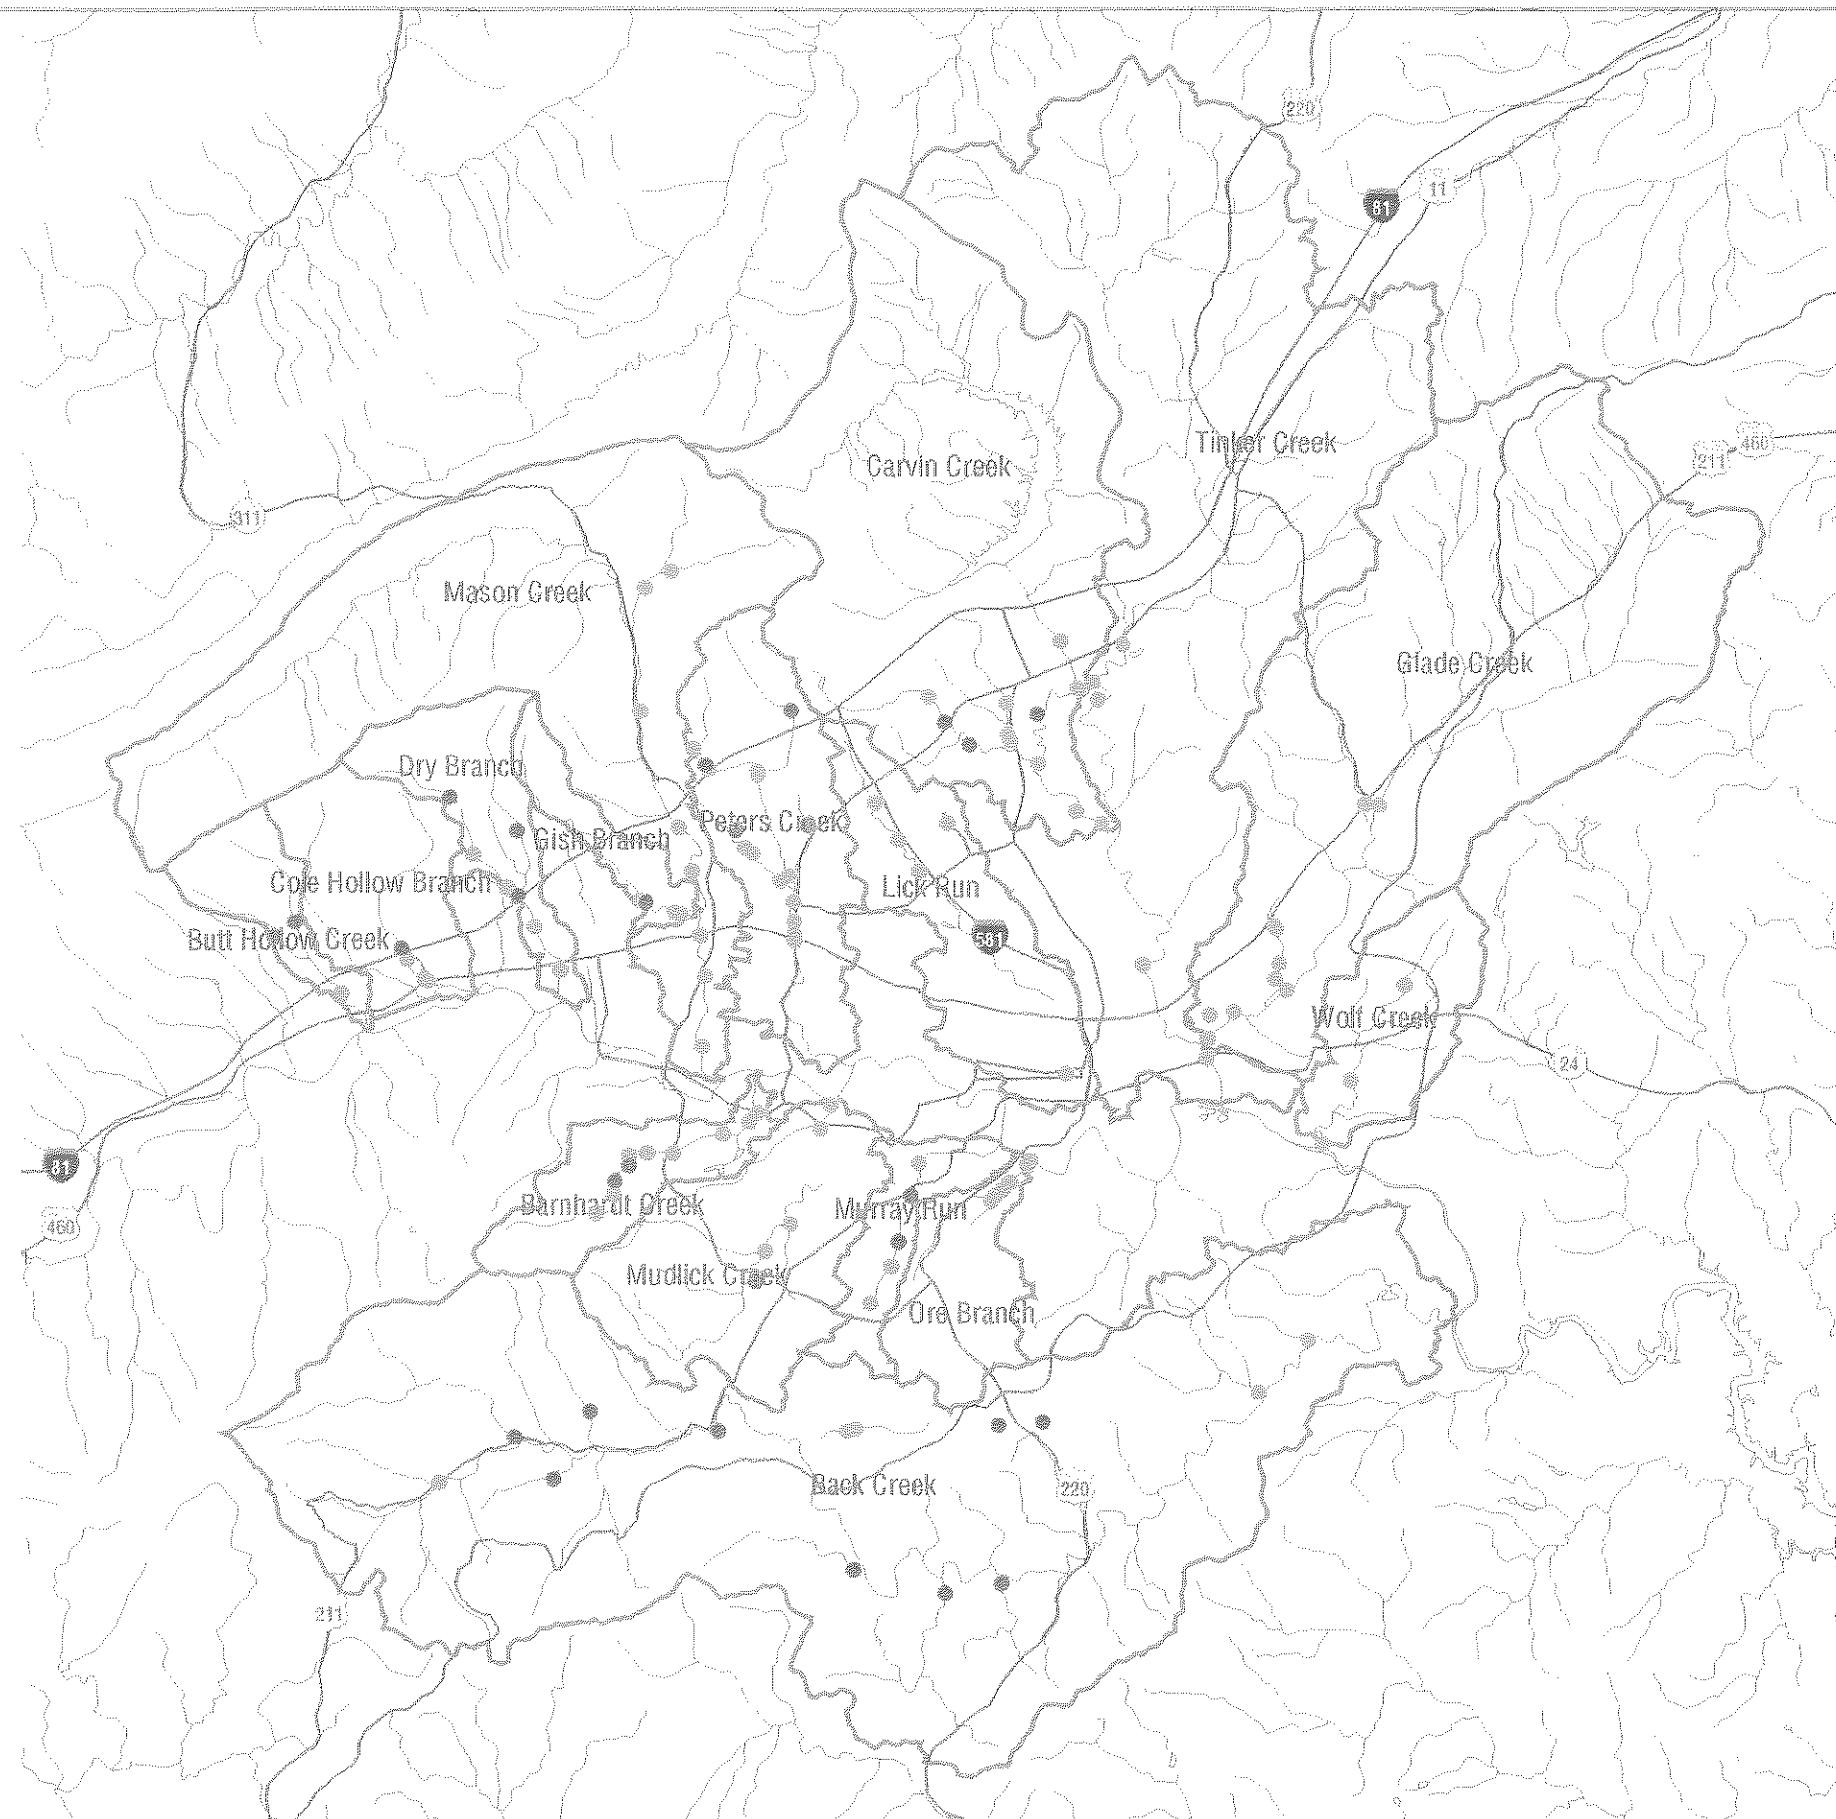 220
11
81
Tinker Creek
460
211
Carvin Creek
311
Mason Creek
Glade Creek
Dry Branch
Peters Creek
Gish Branch
Cole Hollow Branch
Lick Run
Butt Hollow Creek
581
Wolf Creek
24
81
Barnhardt Creek
Murray Run
460
Mudlick Creek
Ore Branch
Back Creek
220
211